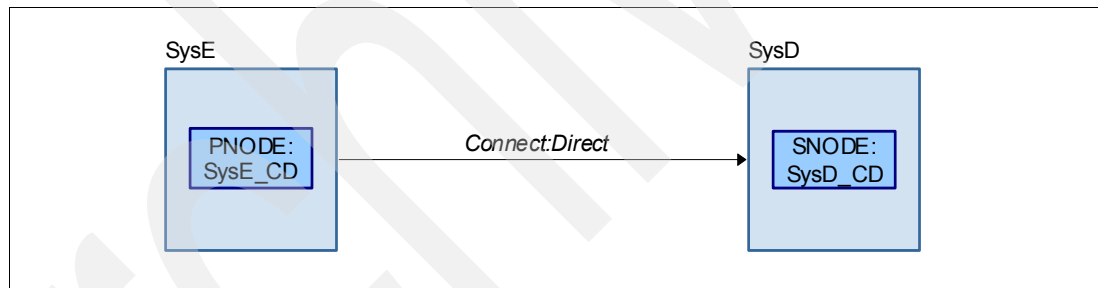 SysE
SysD
PNODE:
SysE_CD
Connect:Direct
SNODE:
SysD_CD